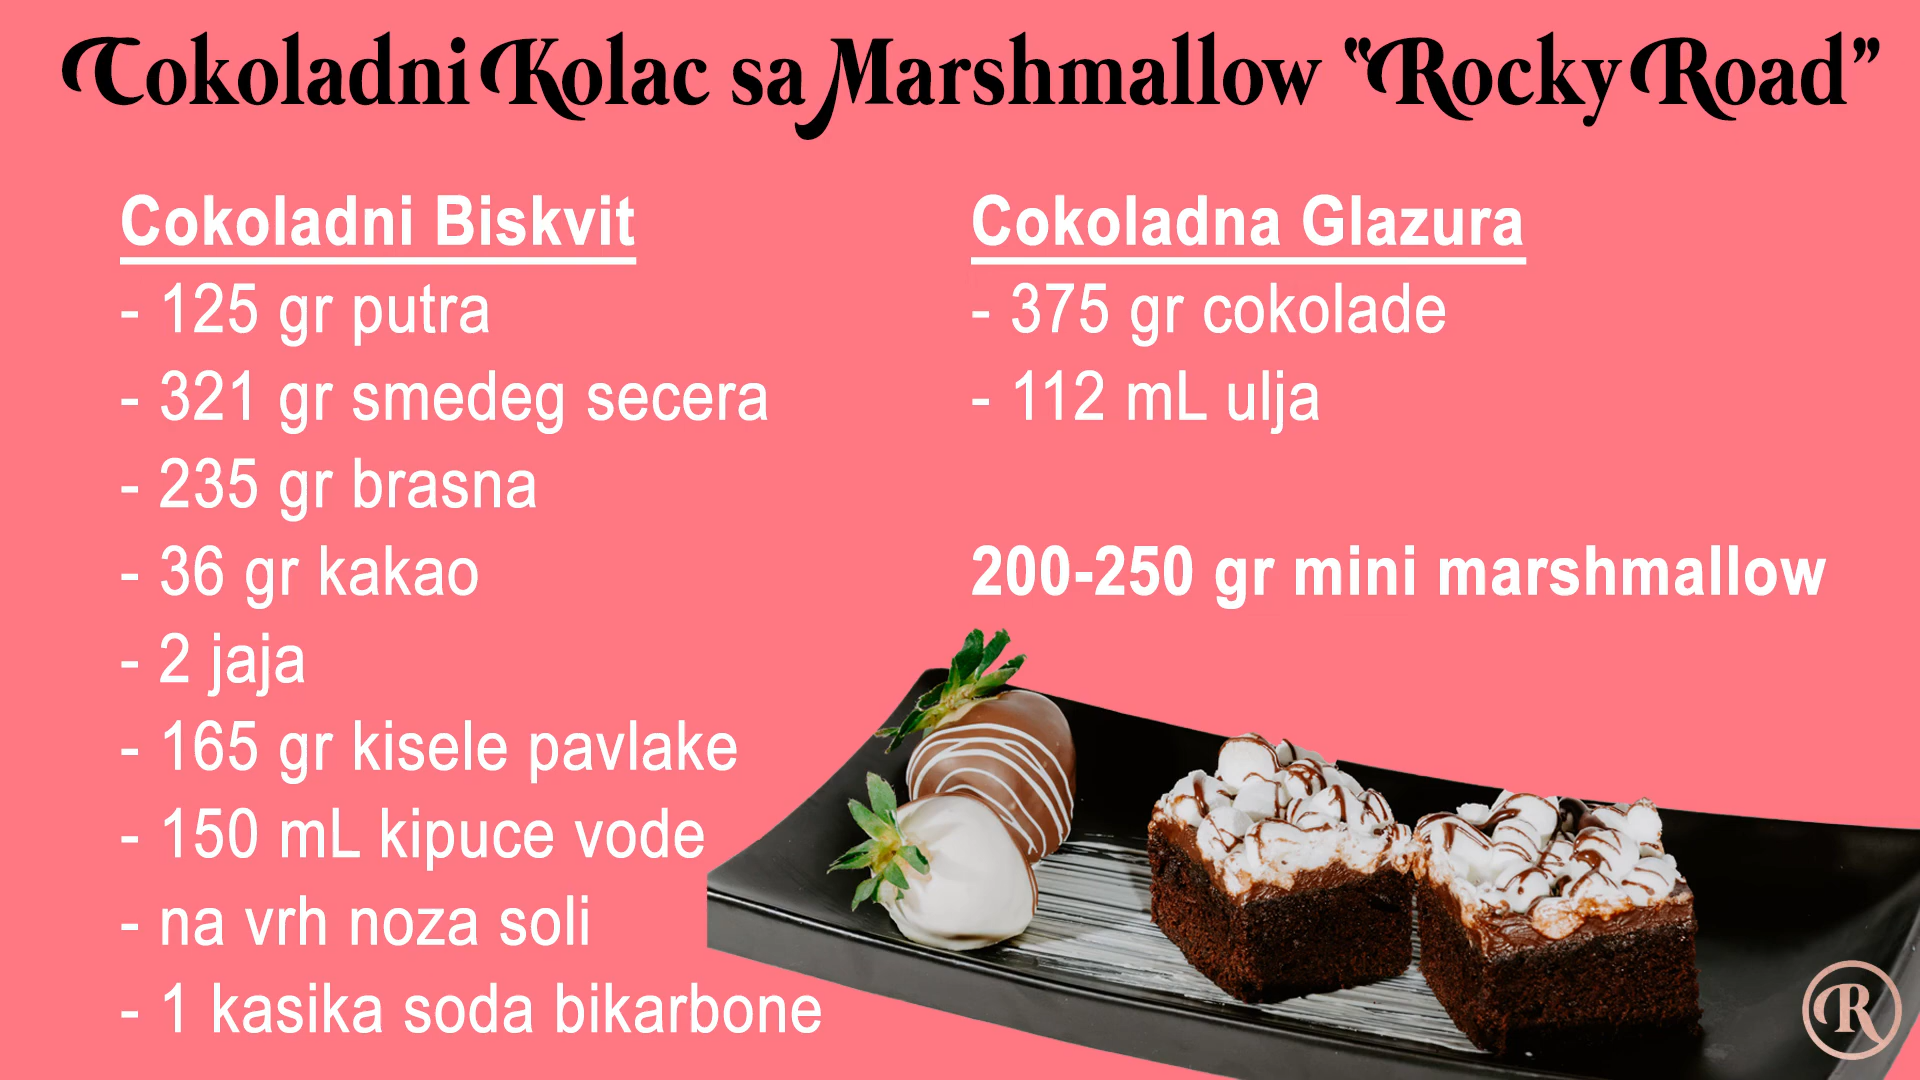 Cokoladni Kolac sa Marshmallow “Rocky Road”
Cokoladni Biskvit
- 125 gr putra
- 321 gr smedeg secera
- 235 gr brasna
- 36 gr kakao
- 2 jaja
- 165 gr kisele pavlake
- 150 mL kipuce vode
- na vrh noza soli
- 1 kasika soda bikarbone
Cokoladna Glazura
- 375 gr cokolade
- 112 mL ulja
200-250 gr mini marshmallow
R